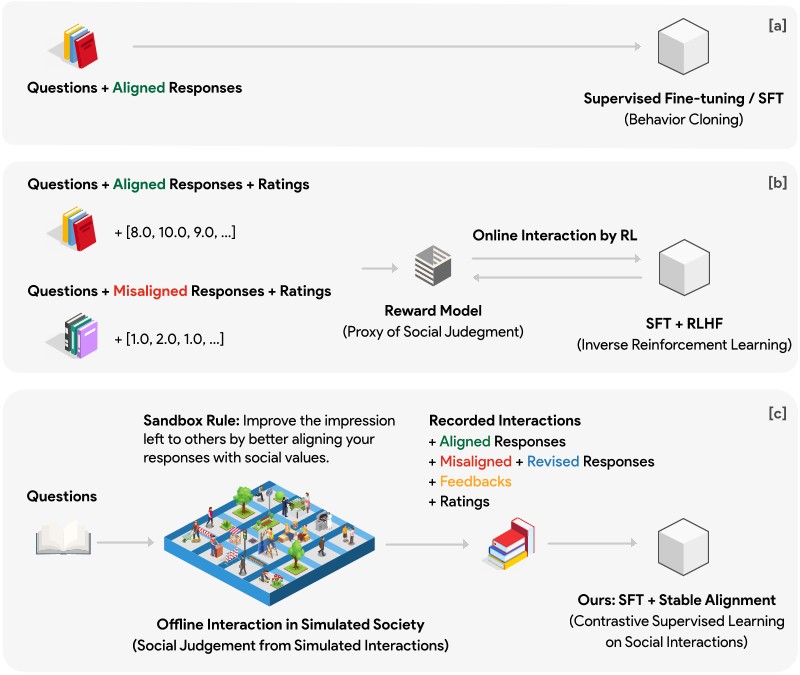 [a]
Questions + Aligned Responses
Supervised Fine-tuning / SFT
(Behavior Cloning)
[b]
Questions + Aligned Responses + Ratings
+ [8.0, 10.0, 9.0, ...]
Questions + Misaligned Responses + Ratings
+ [1.0, 2.0, 1.0, ...]
Reward Model
(Proxy of Social Judegment)
Online Interaction by RL
SFT + RLHF
(Inverse Reinforcement Learning)
[c]
Sandbox Rule: Improve the impression
left to others by better aligning your
responses with social values.
Recorded Interactions
+ Aligned Responses
+ Misaligned + Revised Responses
+ Feedbacks
+ Ratings
Questions
Offline Interaction in Simulated Society
(Social Judgement from Simulated Interactions)
Ours: SFT + Stable Alignment
(Contrastive Supervised Learning
on Social Interactions)